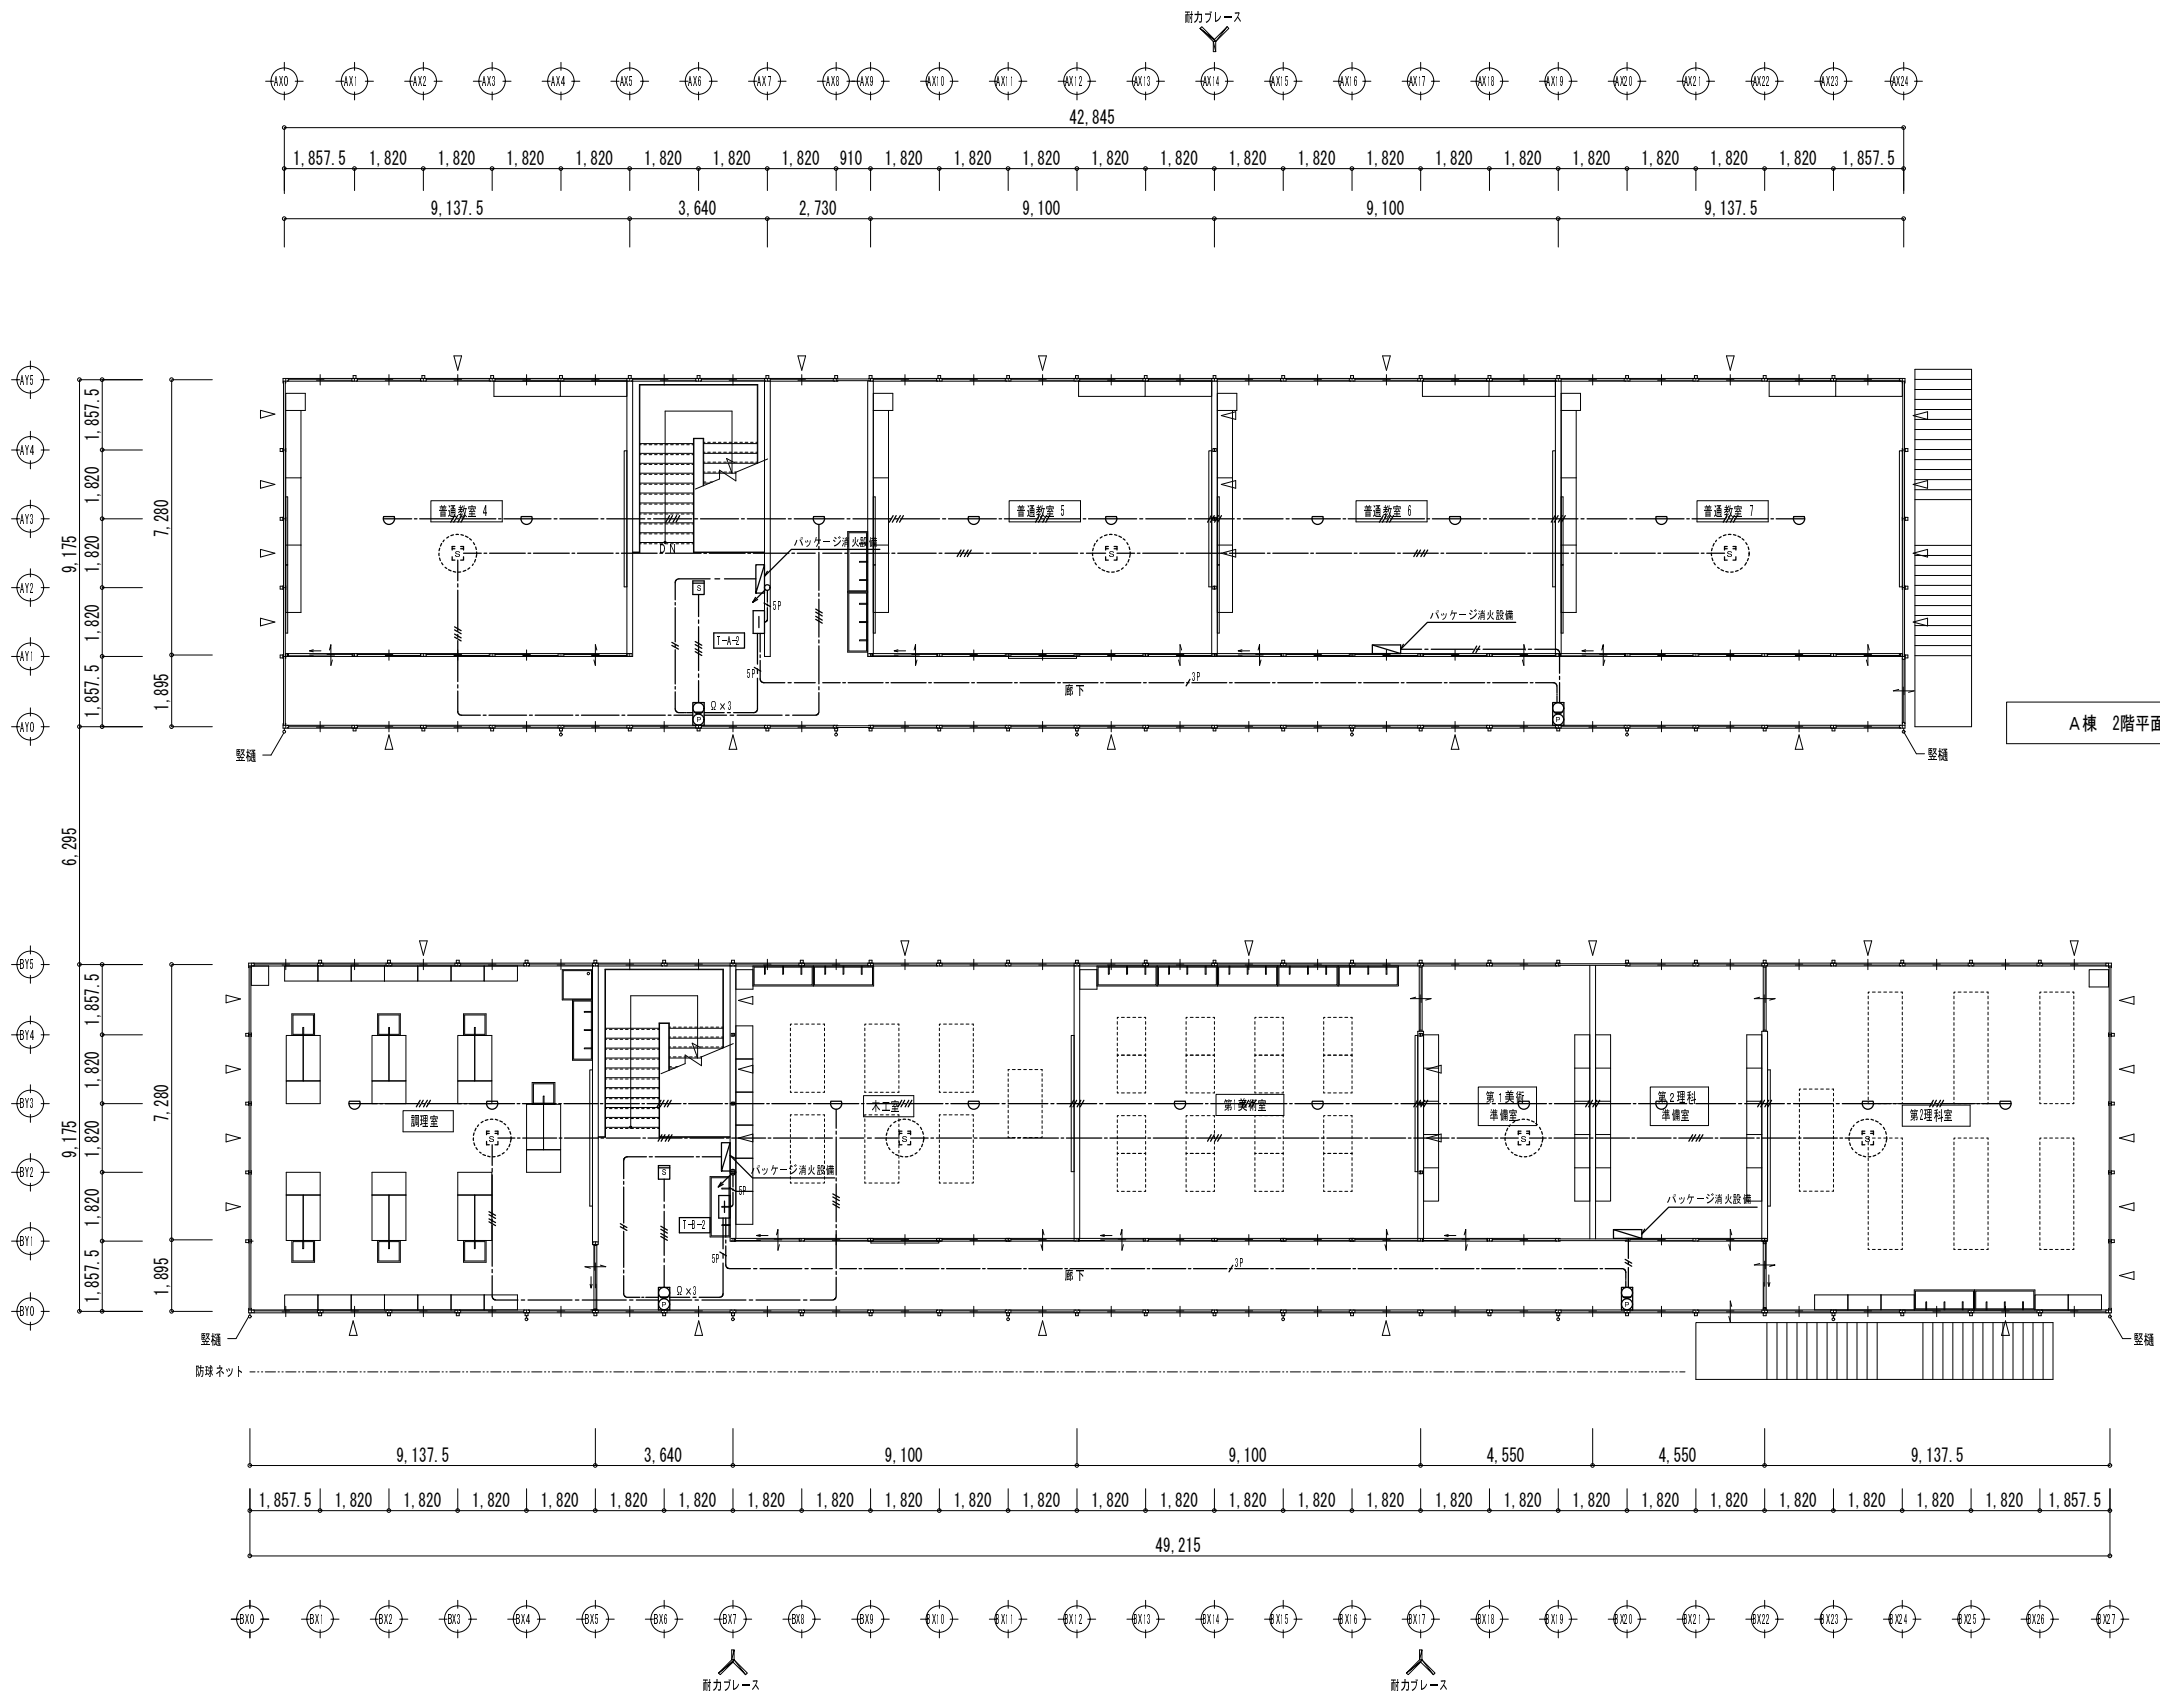 耐力ブレース
AX0 AX1 AX2 AX3 AX4 AX5 AX6 AX7 AX8 AX9 AX10 AX11 AX12 AX13 AX14 AX15 AX16 AX17 AX18 AX19 AX20 AX21 AX22 AX23 AX24
42,845
1,857.5 1,820 1,820 1,820 1,820 1,820 1,820 1,820 910 1,820 1,820 1,820 1,820 1,820 1,820 1,820 1,820 1,820 1,820 1,820 1,820 1,820 1,820 1,857.5
9,137.5 3,640 2,730 9,100 9,100 9,137.5
AY5
1,857.5
AY4
1,820
AY3
1,820
AY2
1,820
AY1
1,857.5
AY0
9,175
7,280
1,895
普通教室 4
普通教室 5
普通教室 6
普通教室 7
S S S
DN
パッケージ消火設備
S
5P
T-A-2
パッケージ消火設備
5P
3P
廊下
Ω×3
P P
竪樋
竪樋
A棟 2階平面
6,295
BY5
1,857.5
BY4
1,820
BY3
1,820
BY2
1,820
BY1
1,857.5
BY0
9,175
7,280
1,895
調理室
木工室
第1美術室
第1美術
準備室
第2理科
準備室
第2理科室
S S S S
パッケージ消火設備
S
5P
T-B-2
パッケージ消火設備
5P
3P
廊下
Ω×3
P P
竪樋
竪樋
防球ネット
9,137.5 3,640 9,100 9,100 4,550 4,550 9,137.5
1,857.5 1,820 1,820 1,820 1,820 1,820 1,820 1,820 1,820 1,820 1,820 1,820 1,820 1,820 1,820 1,820 1,820 1,820 1,820 1,820 1,820 1,820 1,820 1,820 1,820 1,820 1,857.5
49,215
BX0 BX1 BX2 BX3 BX4 BX5 BX6 BX7 BX8 BX9 BX10 BX11 BX12 BX13 BX14 BX15 BX16 BX17 BX18 BX19 BX20 BX21 BX22 BX23 BX24 BX25 BX26 BX27
耐力ブレース
耐力ブレース